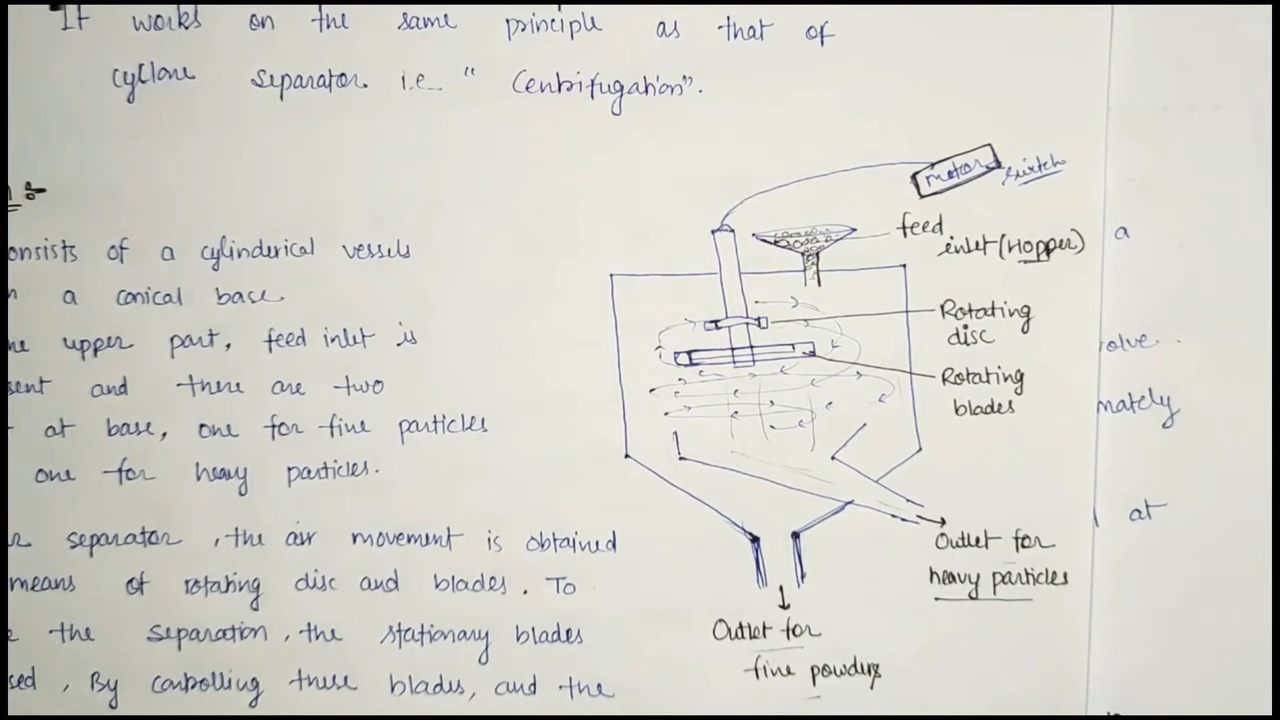 It works on the same principle as that of
cyclone separator i.e. "Centrifugation".
onsists of a cylinderical vessels
a conical base
upper part, feed inlet is
sent and there are two
at base, one for fine particles
one for heavy particles.
separator, the air movement is obtained
means of rotating disc and blades. To
the separation, the stationary blades
sed, By controlling these blades, and the
motor
switch
feed
inlet (Hopper)
Rotating
disc
Rotating
blades
Outlet for
heavy particles
Outlet for
fine powders
a
olve.
mately
at